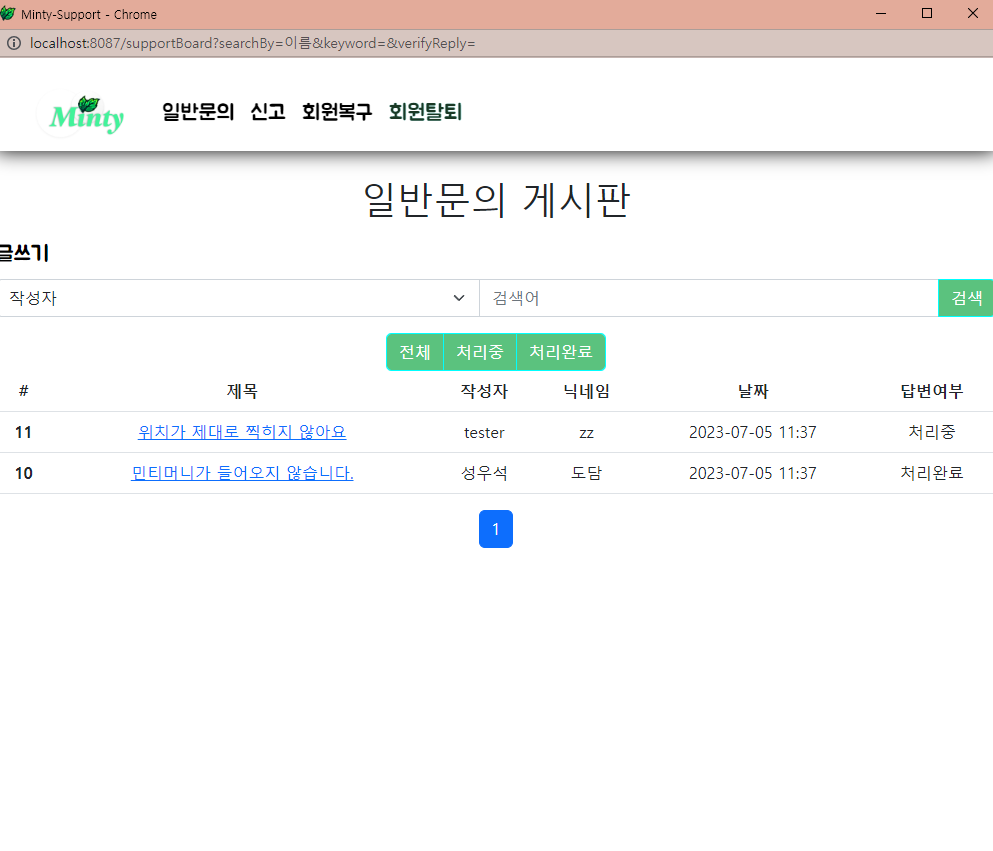 Minty-Support - Chrome
localhost:8087/supportBoard?searchBy=이름&keyword=&verifyReply=
Minty 일반문의 신고 회원복구 회원탈퇴
일반문의 게시판
글쓰기
작성자 검색어 검색
전체 처리중 처리완료
# 제목 작성자 닉네임 날짜 답변여부
11 위치가 제대로 찍히지 않아요 tester zz 2023-07-05 11:37 처리중
10 민티머니가 들어오지 않습니다. 성우석 도담 2023-07-05 11:37 처리완료
1